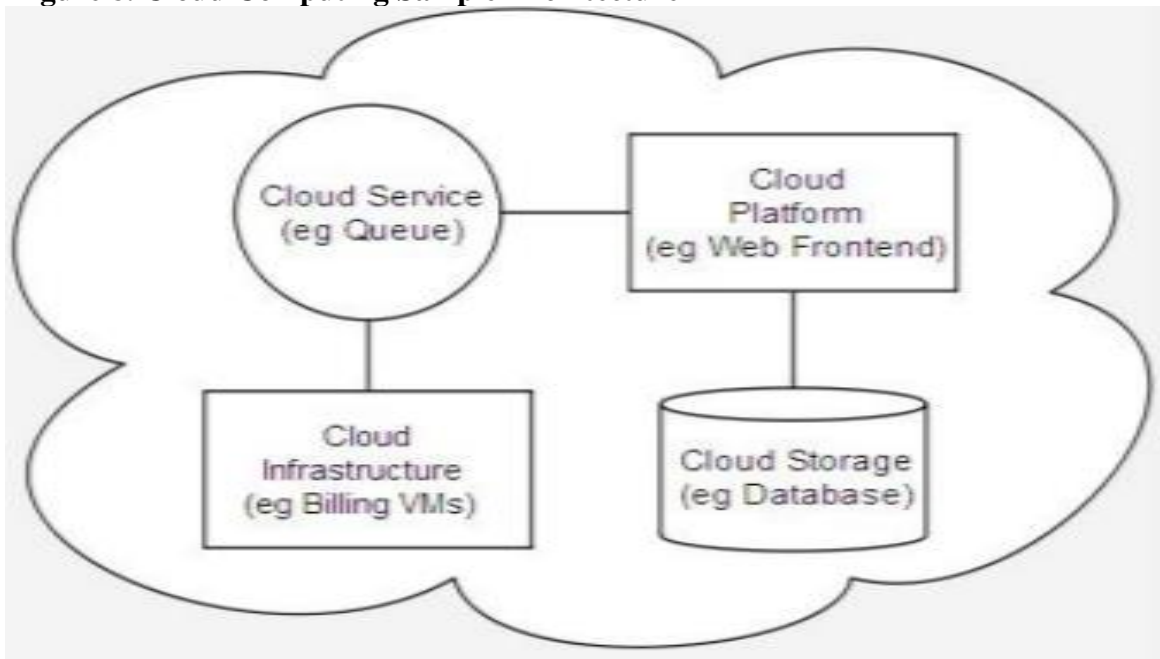 Cloud Service
(eg Queue)
Cloud
Platform
(eg Web Frontend)
Cloud
Infrastructure
(eg Billing VMs)
Cloud Storage
(eg Database)